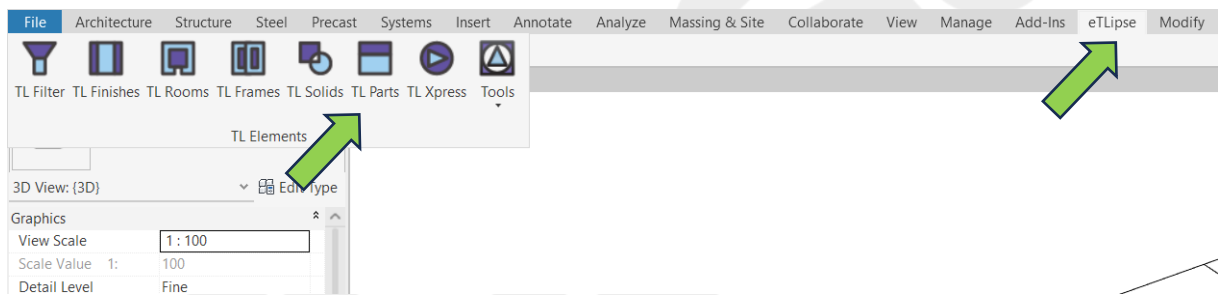 File Architecture Structure Steel Precast Systems Insert Annotate Analyze Massing & Site Collaborate View Manage Add-Ins eTLipse Modify
TL Filter TL Finishes TL Rooms TL Frames TL Solids TL Parts TL Xpress Tools
TL Elements
3D View: {3D} Edit Type
Graphics
View Scale 1 : 100
Scale Value 1: 100
Detail Level Fine